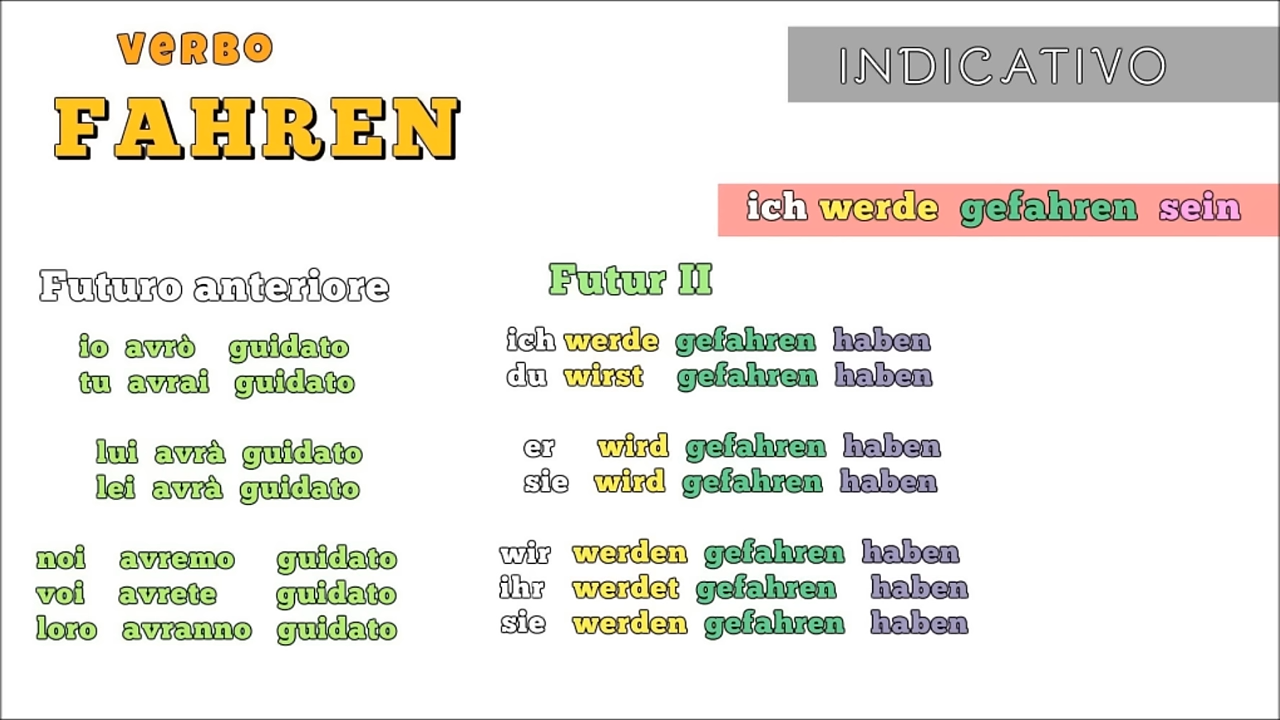 VERBO
FAHREN
INDICATIVO
ich werde gefahren sein
Futuro anteriore
io avrò guidato
tu avrai guidato
lui avrà guidato
lei avrà guidato
noi avremo guidato
voi avrete guidato
loro avranno guidato
Futur II
ich werde gefahren haben
du wirst gefahren haben
er wird gefahren haben
sie wird gefahren haben
wir werden gefahren haben
ihr werdet gefahren haben
sie werden gefahren haben